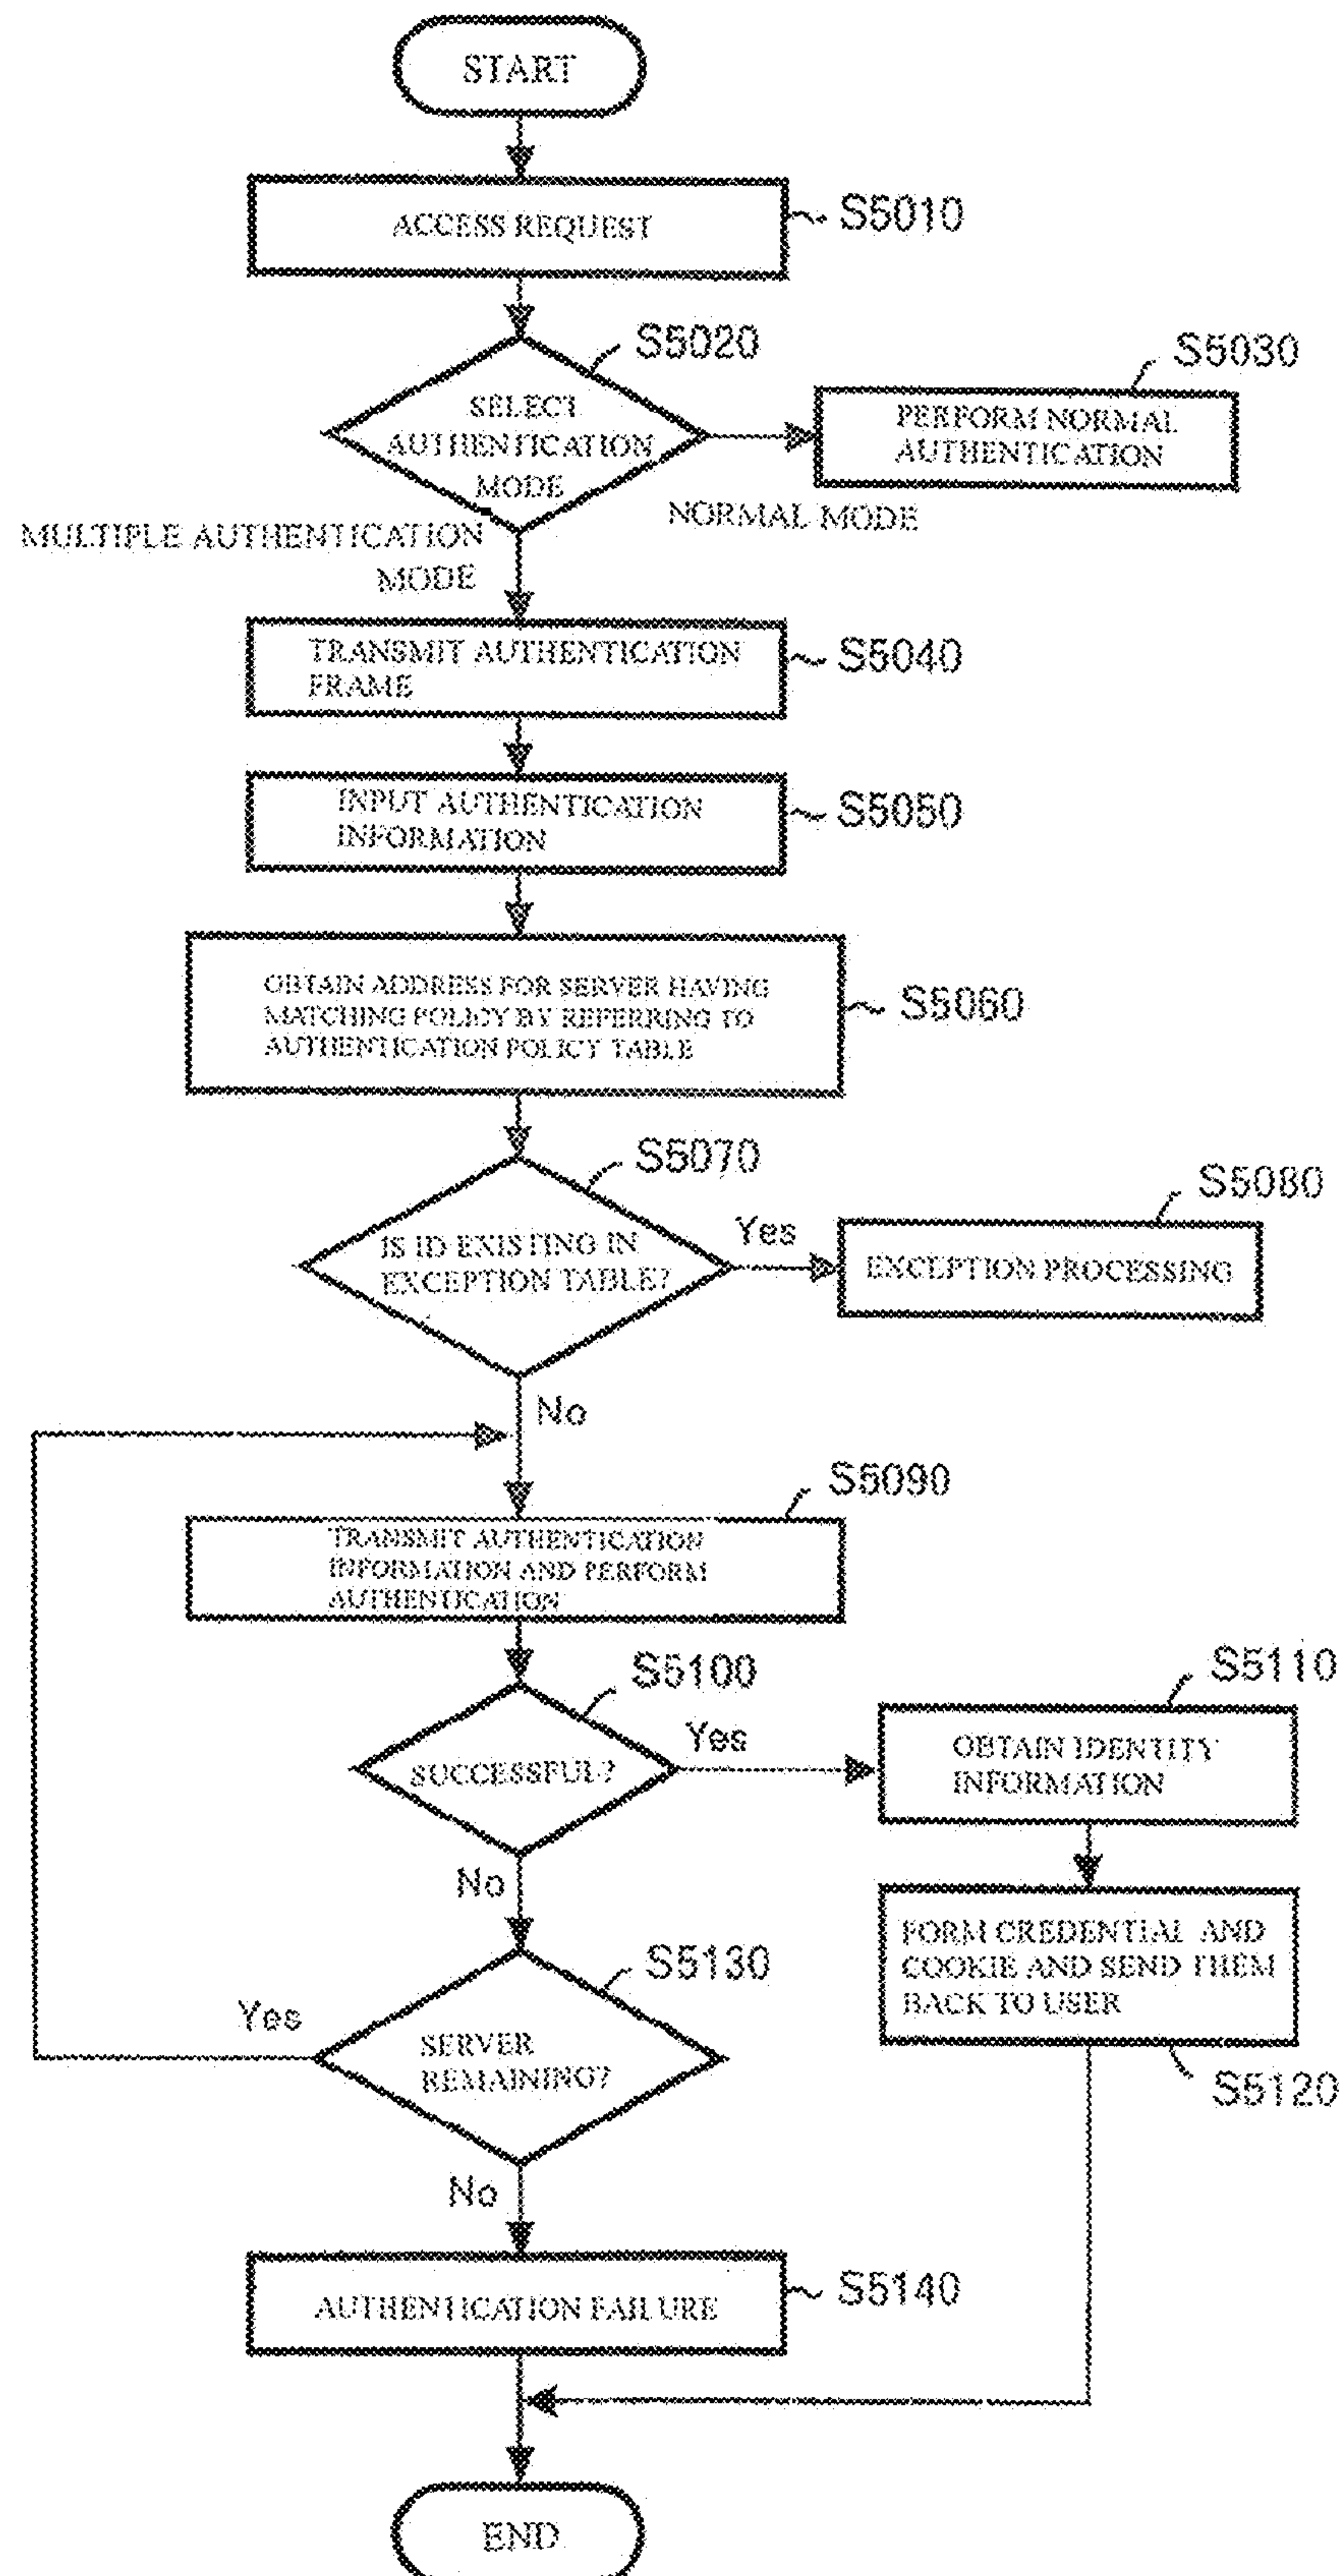 START
ACCESS REQUEST
S5010
S5020
SELECT
AUTHENTICATION
MODE
S5030
PERFORM NORMAL
AUTHENTICATION
NORMAL MODE
MULTIPLE AUTHENTICATION
MODE
TRANSMIT AUTHENTICATION
FRAME
S5040
INPUT AUTHENTICATION
INFORMATION
S5050
OBTAIN ADDRESS FOR SERVER HAVING
MATCHING POLICY BY REFERRING TO
AUTHENTICATION POLICY TABLE
S5060
S5070
IS ID EXISTING IN
EXCEPTION TABLE?
Yes
S5080
EXCEPTION PROCESSING
No
S5090
TRANSMIT AUTHENTICATION
INFORMATION AND PERFORM
AUTHENTICATION
S5100
SUCCESSFUL?
Yes
S5110
OBTAIN IDENTITY
INFORMATION
No
FORM CREDENTIAL AND
COOKIE AND SEND THEM
BACK TO USER
S5120
S5130
SERVER
REMAINING?
Yes
No
AUTHENTICATION FAILURE
S5140
END